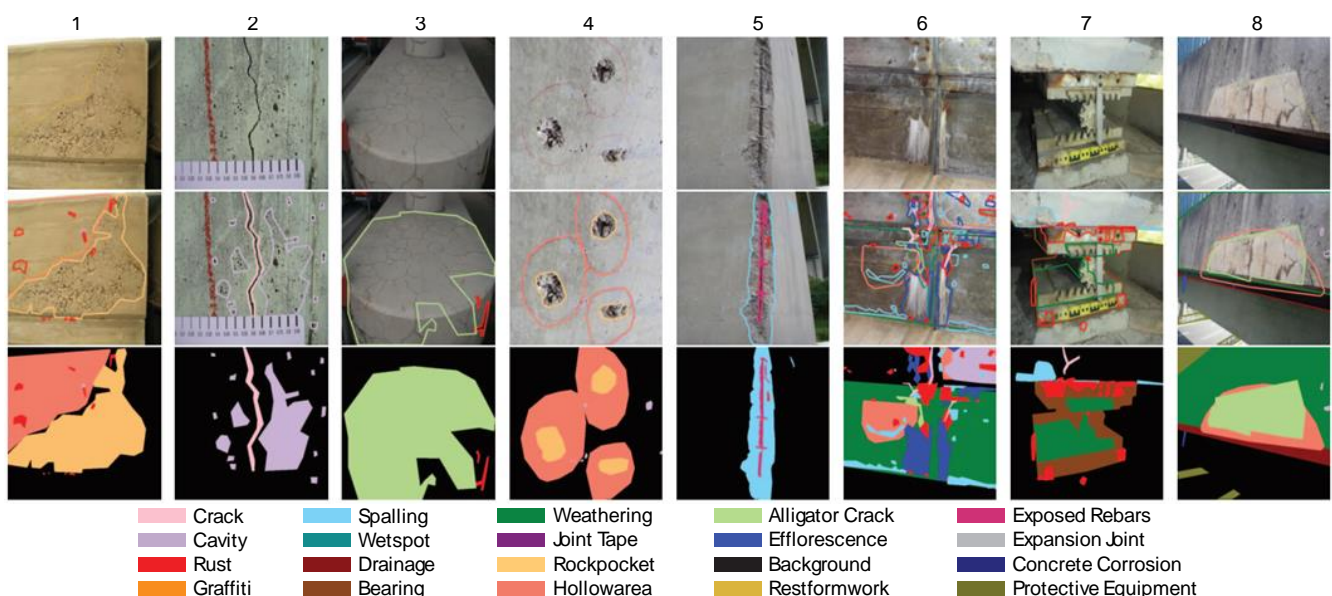 1 2 3 4 5 6 7 8
Crack Spalling Weathering Alligator Crack Exposed Rebars
Cavity Wetspot Joint Tape Efflorescence Expansion Joint
Rust Drainage Rockpocket Background Concrete Corrosion
Graffiti Bearing Hollowarea Restformwork Protective Equipment